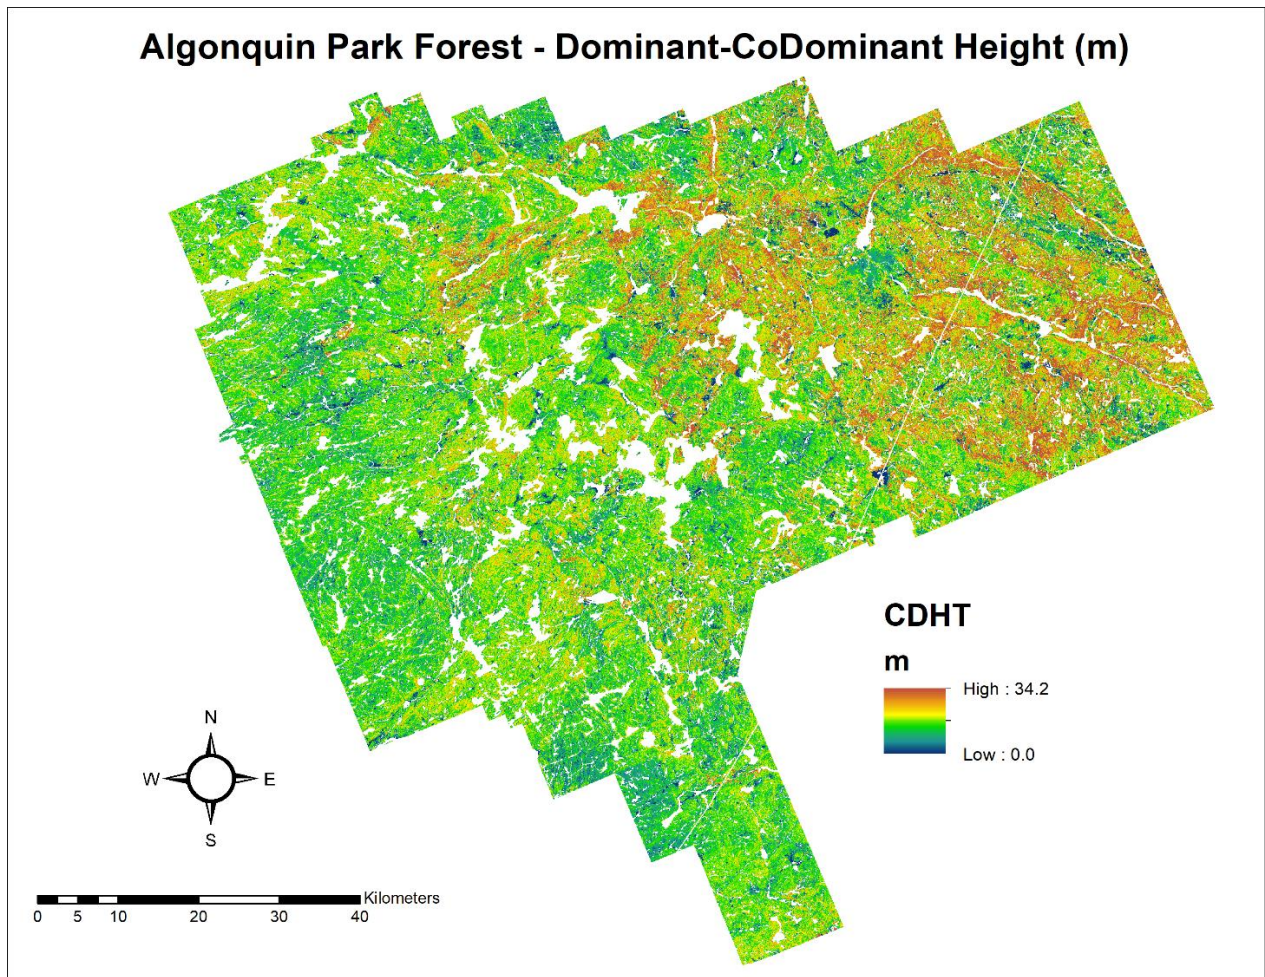 Algonquin Park Forest - Dominant-CoDominant Height (m)
CDHT
m
High : 34.2
Low : 0.0
N
W E
S
Kilometers
0 5 10 20 30 40